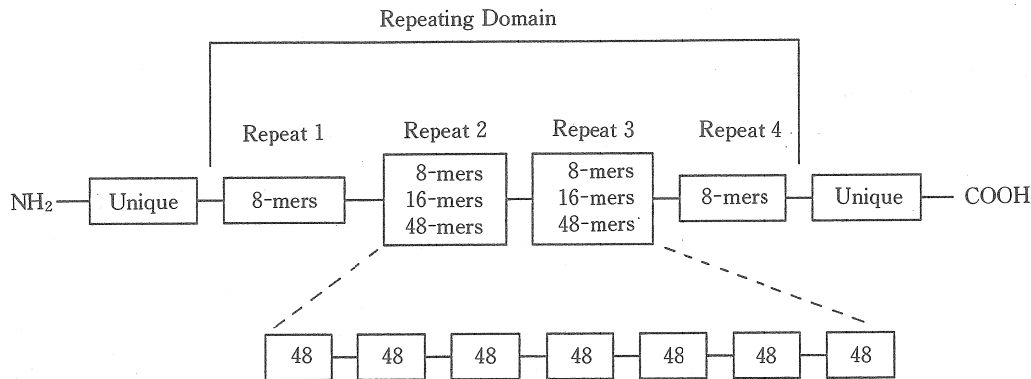 Repeating Domain
Repeat 1 Repeat 2 Repeat 3 Repeat 4
NH₂ Unique 8-mers 8-mers 8-mers 8-mers Unique COOH
16-mers 16-mers
48-mers 48-mers
48 48 48 48 48 48 48